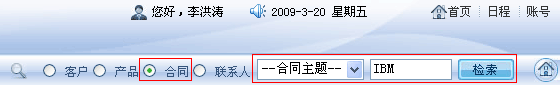 您好，李洪涛 2009-3-20 星期五 首页 日程 账号
客户 产品 合同 联系人 --合同主题-- IBM 检索